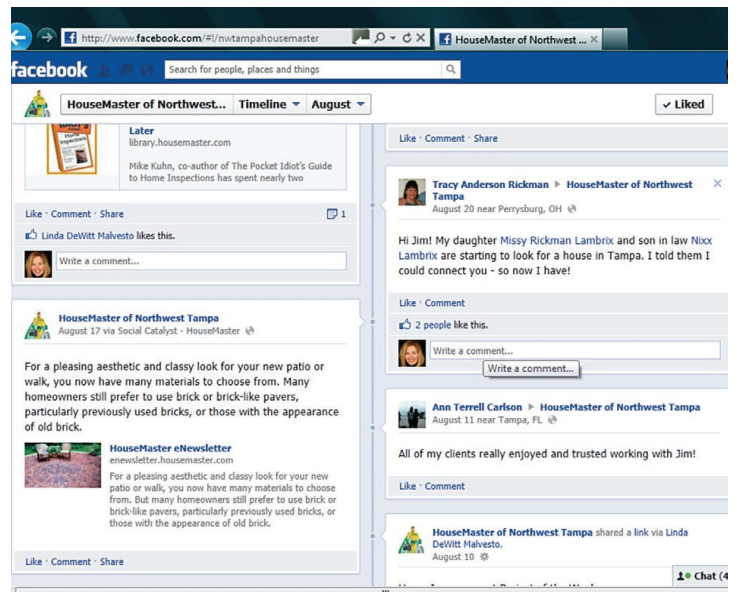 http://www.facebook.com/#!/nwtampahousemaster
HouseMaster of Northwest ...
facebook
Search for people, places and things
HouseMaster of Northwest...
Timeline
August
Liked
Home
Inspections
Later
library.housemaster.com
Mike Kuhn, co-author of The Pocket Idiot's Guide
to Home Inspections has spent nearly two
Like · Comment · Share
1
Linda DeWitt Malvesto likes this.
Write a comment...
HouseMaster of Northwest Tampa
August 17 via Social Catalyst - HouseMaster
For a pleasing aesthetic and classy look for your new patio or
walk, you now have many materials to choose from. Many
homeowners still prefer to use brick or brick-like pavers,
particularly previously used bricks, or those with the appearance
of old brick.
HouseMaster eNewsletter
enewsletter.housemaster.com
For a pleasing aesthetic and classy look for your new
patio or walk, you now have many materials to choose
from. But many homeowners still prefer to use brick or
brick-like pavers, particularly previously used bricks, or
those with the appearance of old brick.
Like · Comment · Share
Like · Comment · Share
Tracy Anderson Rickman ▶ HouseMaster of Northwest
Tampa
August 20 near Perrysburg, OH
Hi Jim! My daughter Missy Rickman Lambrix and son in law Nixx
Lambrix are starting to look for a house in Tampa. I told them I
could connect you - so now I have!
Like · Comment
2 people like this.
Write a comment...
Write a comment...
Ann Terrell Carlson ▶ HouseMaster of Northwest Tampa
August 11 near Tampa, FL
All of my clients really enjoyed and trusted working with Jim!
Like · Comment
HouseMaster of Northwest Tampa shared a link via Linda
DeWitt Malvesto.
August 10
Chat (4